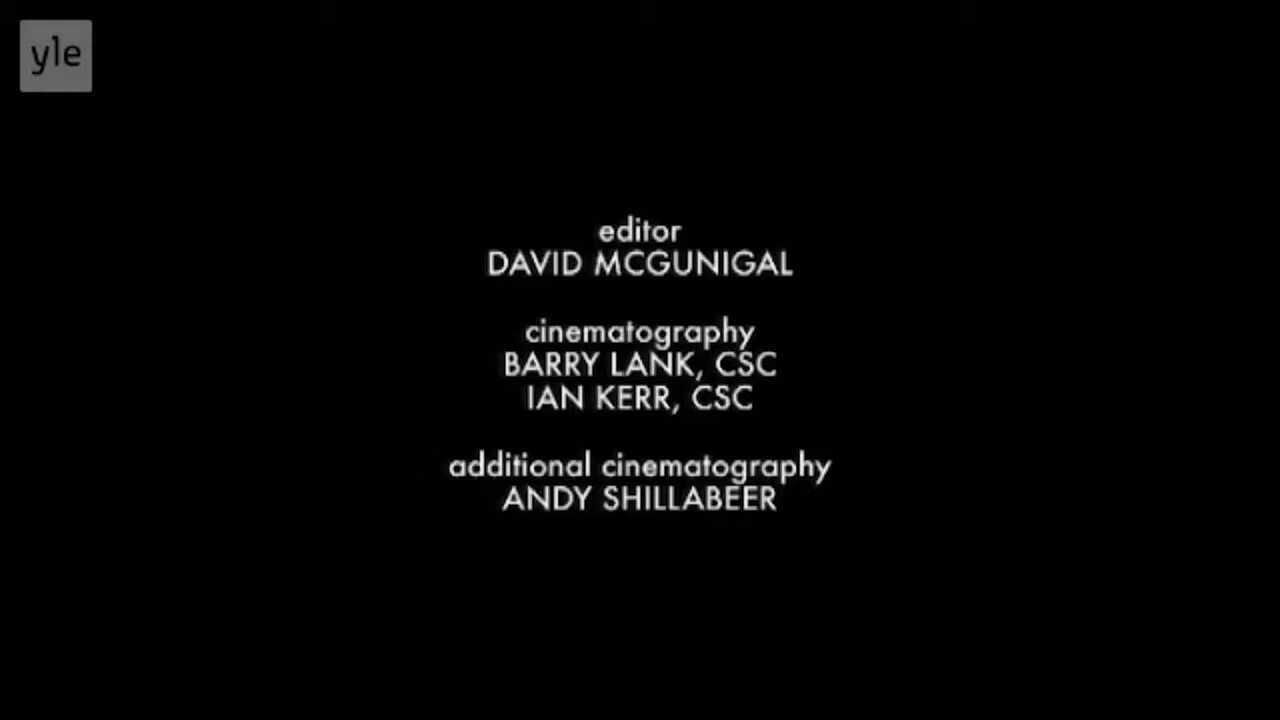 yle
editor
DAVID MCGUNIGAL
cinematography
BARRY LANK, CSC
IAN KERR, CSC
additional cinematography
ANDY SHILLABEER